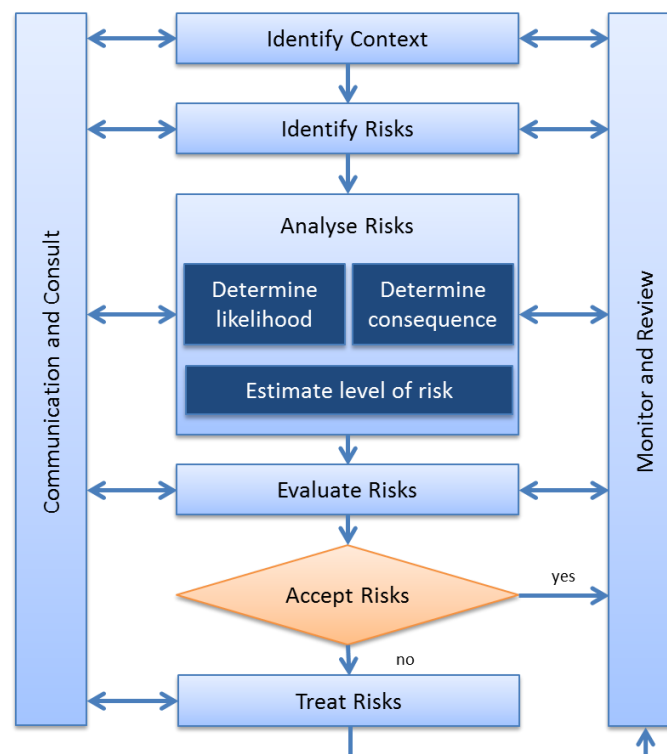 Identify Context
Identify Risks
Analyse Risks
Determine
likelihood
Determine
consequence
Estimate level of risk
Evaluate Risks
Accept Risks
yes
no
Treat Risks
Communication and Consult
Monitor and Review